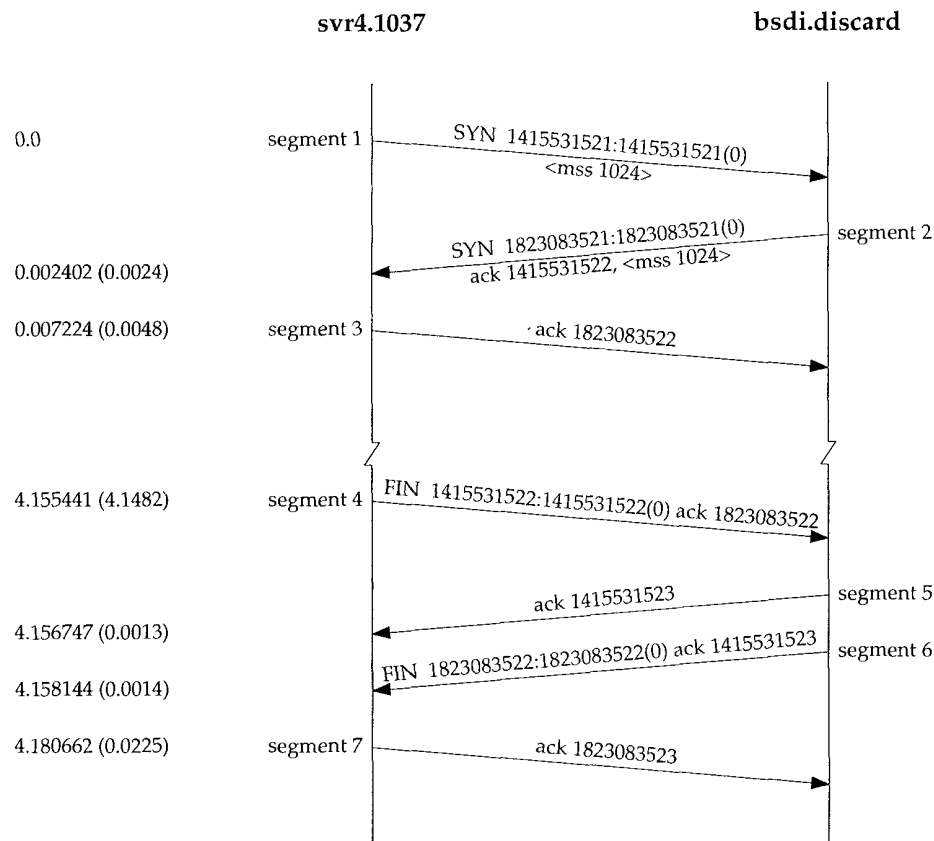 svr4.1037 bsdi.discard
0.0 segment 1 SYN 1415531521:1415531521(0)
<mss 1024>
SYN 1823083521:1823083521(0) segment 2
0.002402 (0.0024) ack 1415531522, <mss 1024>
0.007224 (0.0048) segment 3 ack 1823083522
4.155441 (4.1482) segment 4 FIN 1415531522:1415531522(0) ack 1823083522
ack 1415531523 segment 5
4.156747 (0.0013)
FIN 1823083522:1823083522(0) ack 1415531523 segment 6
4.158144 (0.0014)
4.180662 (0.0225) segment 7 ack 1823083523